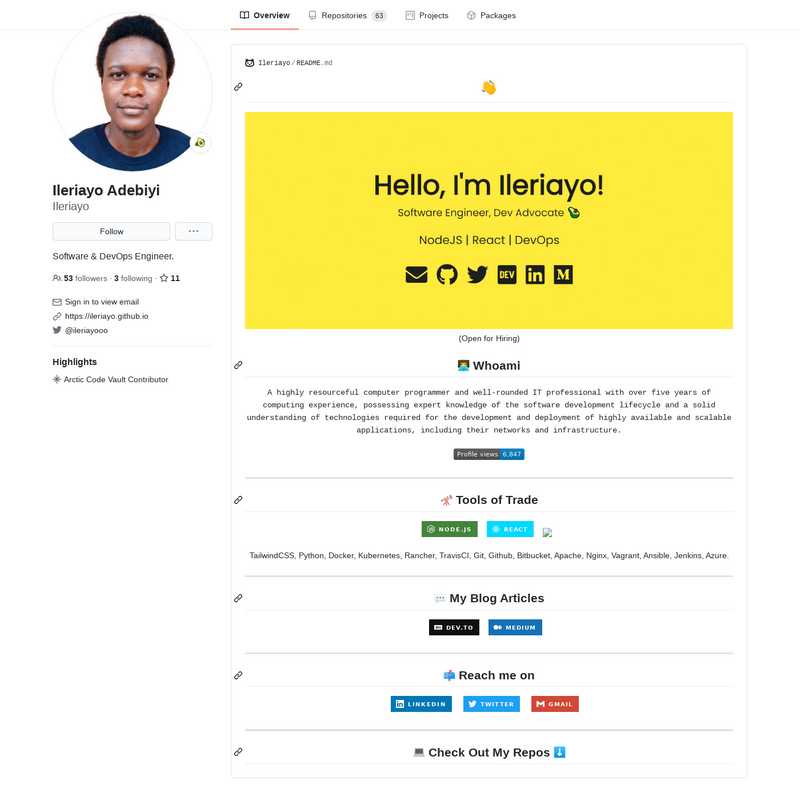 Overview
Repositories 63
Projects
Packages
Ileriayo Adebiyi
Ileriayo
Follow
Software & DevOps Engineer.
53 followers · 3 following · 11
Sign in to view email
https://ileriayo.github.io
@ileriayooo
Highlights
Arctic Code Vault Contributor
Ileriayo/README.md
Hello, I'm Ileriayo!
Software Engineer, Dev Advocate
NodeJS | React | DevOps
DEV
in
M
(Open for Hiring)
Whoami
A highly resourceful computer programmer and well-rounded IT professional with over five years of
computing experience, possessing expert knowledge of the software development lifecycle and a solid
understanding of technologies required for the development and deployment of highly available and scalable
applications, including their networks and infrastructure.
Profile views 6,847
Tools of Trade
NODE.JS REACT
TailwindCSS, Python, Docker, Kubernetes, Rancher, TravisCI, Git, Github, Bitbucket, Apache, Nginx, Vagrant, Ansible, Jenkins, Azure.
My Blog Articles
DEV.TO MEDIUM
Reach me on
LINKEDIN TWITTER GMAIL
Check Out My Repos